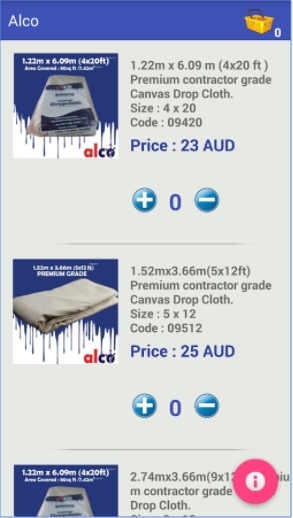 Alco
0
1.22m x 6.09m (4x20ft)
Area Covered : 80sq ft/7.42m²
alco
1.22m x 6.09 m (4x20 ft )
Premium contractor grade
Canvas Drop Cloth.
Size : 4 x 20
Code : 09420
Price : 23 AUD
0
1.52m x 3.66m (5x12 ft)
PREMIUM GRADE
alco
1.52mx3.66m(5x12ft)
Premium contractor grade
Canvas Drop Cloth.
Size : 5 x 12
Code : 09512
Price : 25 AUD
0
1.22m x 6.09m (4x20ft)
Area Covered : 80sq ft/7.42m²
2.74mx3.66m(9x12
m contractor grade
Drop Cloth.